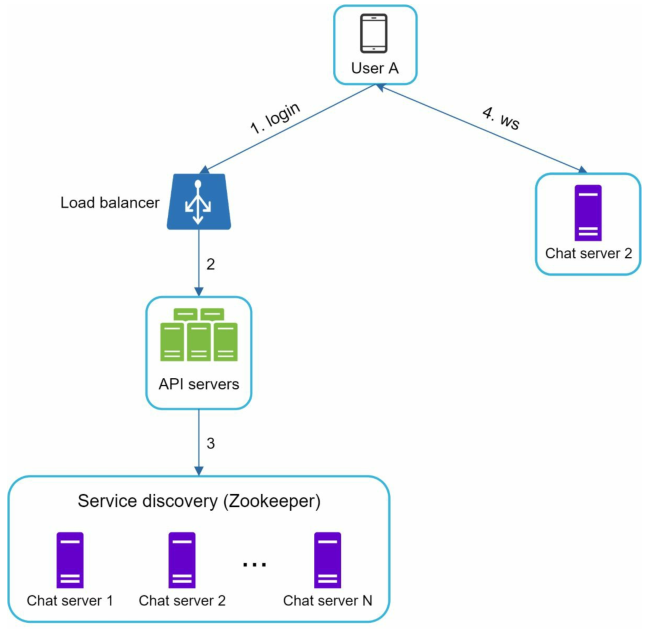 User A
1. login
4. ws
Load balancer
Chat server 2
2
API servers
3
Service discovery (Zookeeper)
...
Chat server 1
Chat server 2
Chat server N